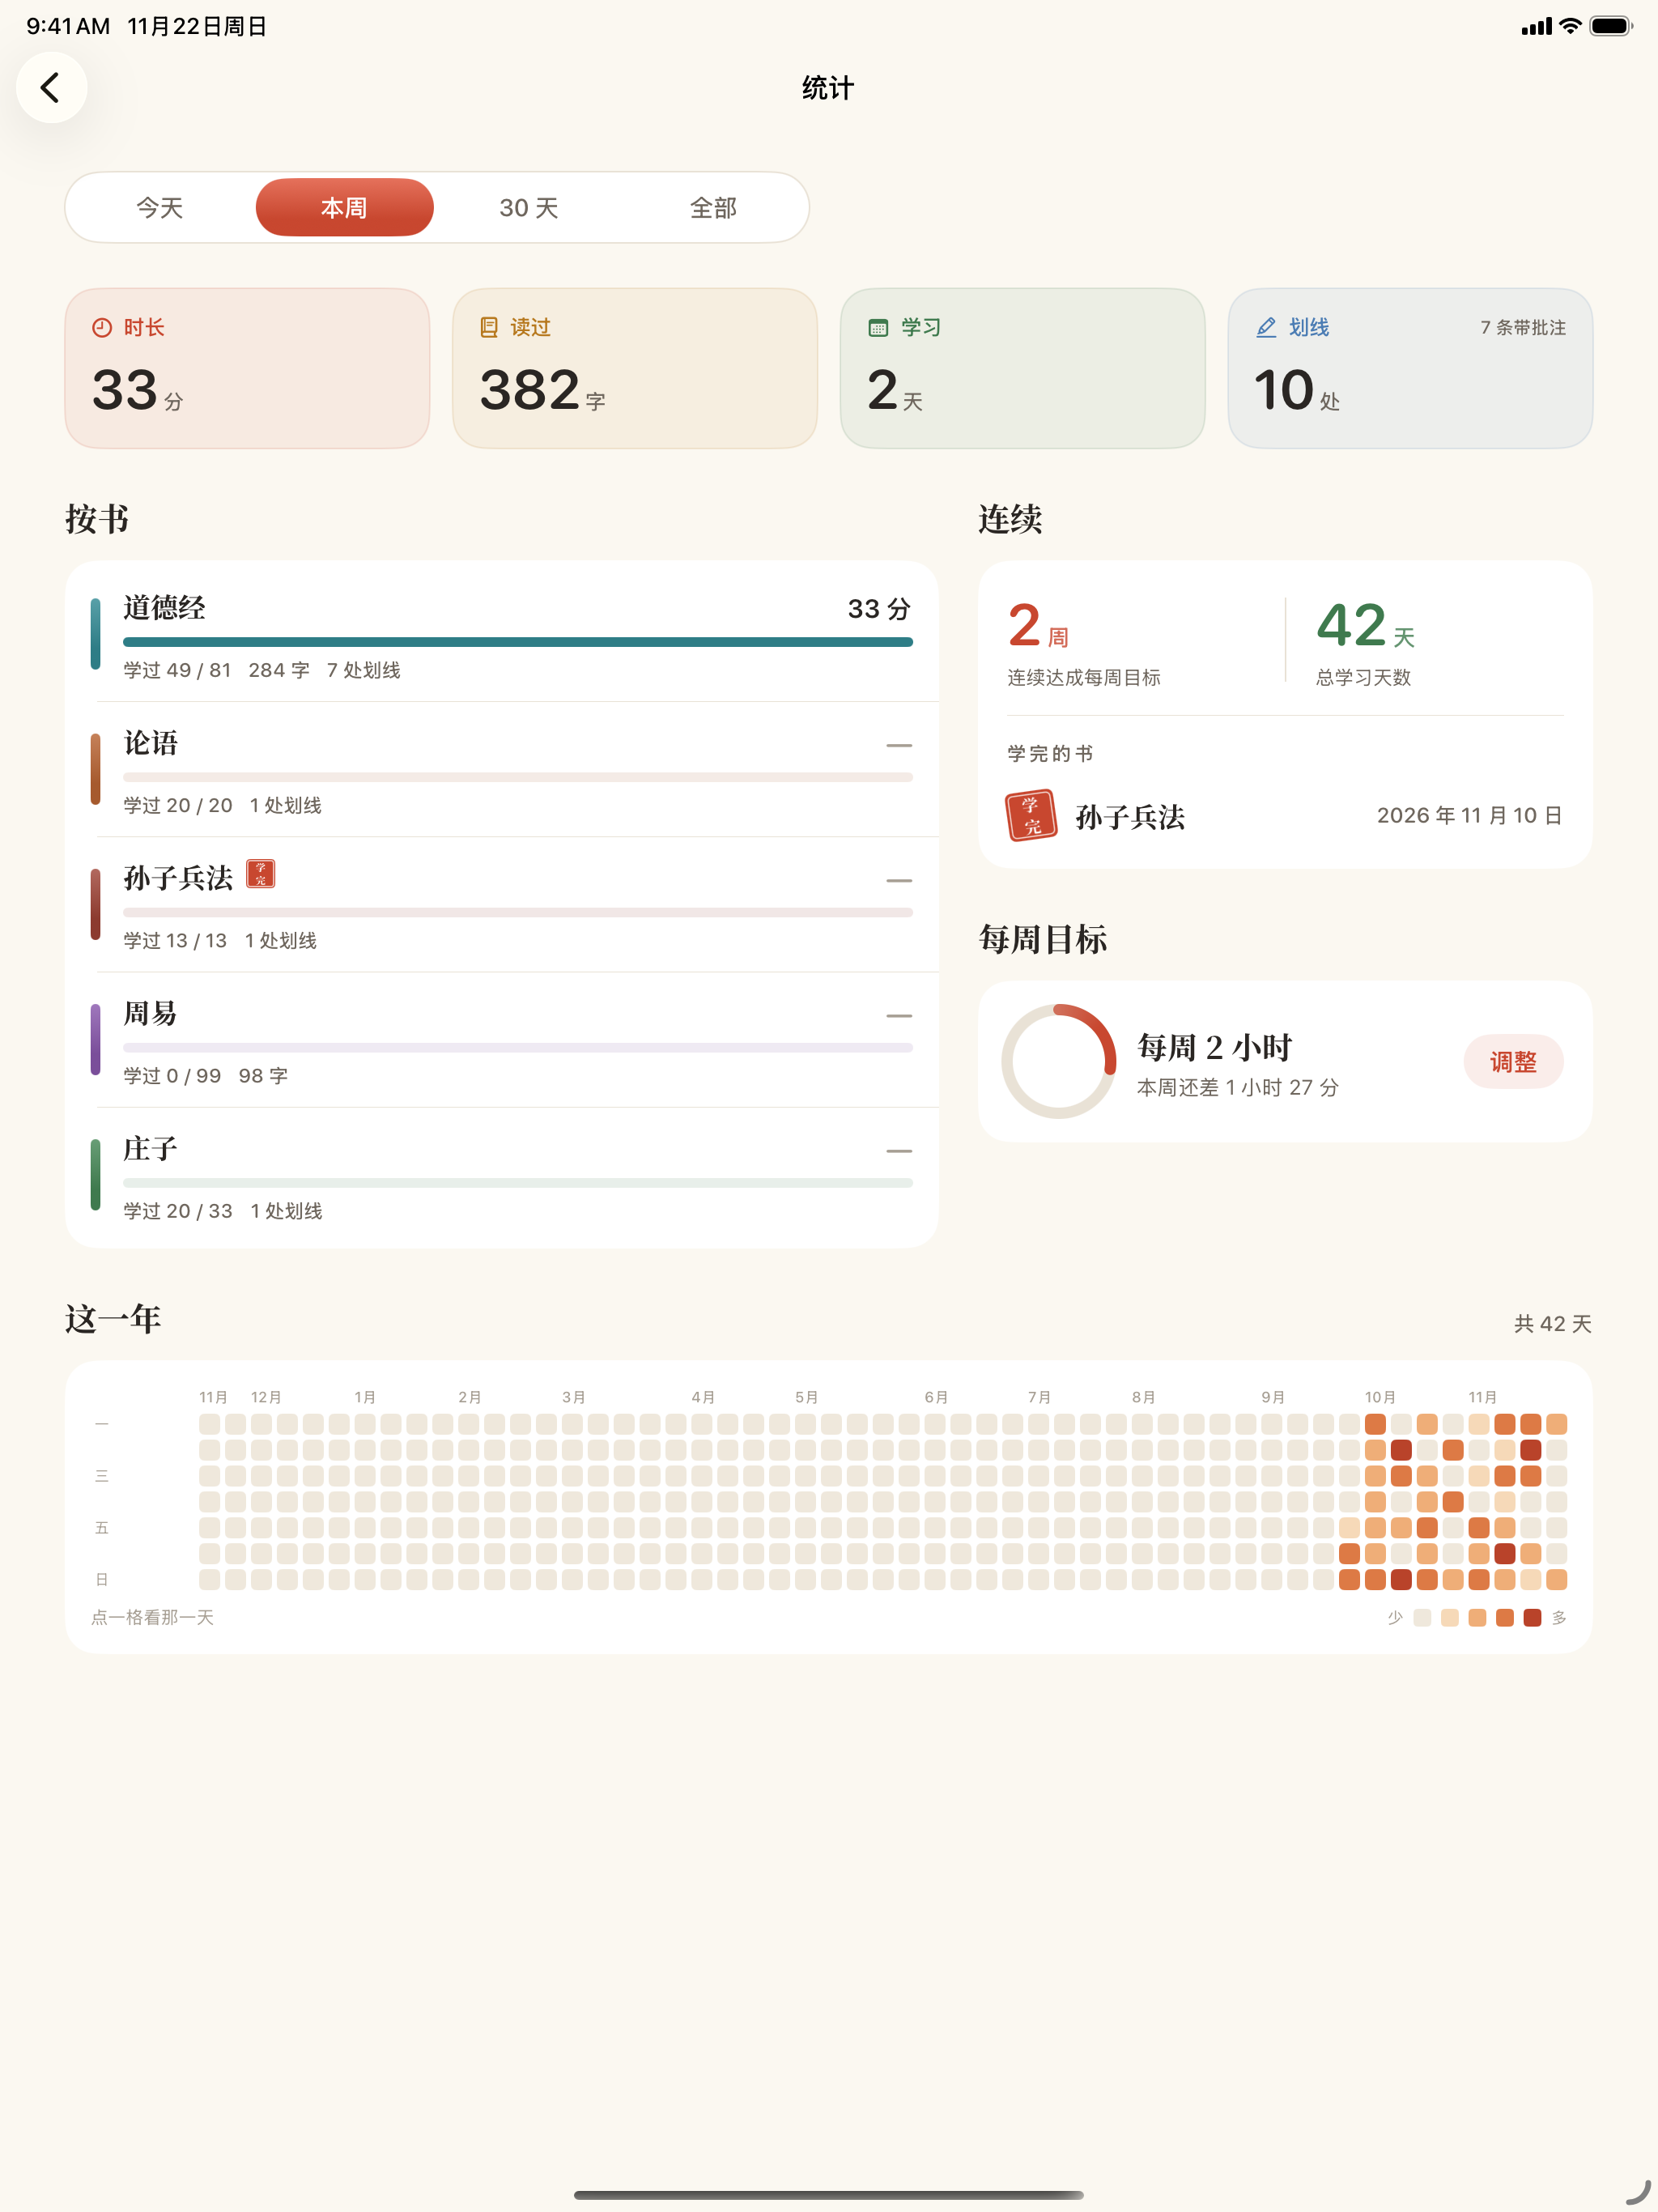 9:41 AM 11月22日周日
统计
今天 本周 30 天 全部
时长
33 分
读过
382 字
学习
2 天
划线 7 条带批注
10 处
按书
道德经 33 分
学过 49 / 81 284 字 7 处划线
论语 —
学过 20 / 20 1 处划线
孙子兵法 学完 —
学过 13 / 13 1 处划线
周易 —
学过 0 / 99 98 字
庄子 —
学过 20 / 33 1 处划线
连续
2 周
连续达成每周目标
42 天
总学习天数
学完的书
学完 孙子兵法 2026 年 11 月 10 日
每周目标
每周 2 小时
本周还差 1 小时 27 分
调整
这一年 共 42 天
11月 12月 1月 2月 3月 4月 5月 6月 7月 8月 9月 10月 11月
一
三
五
日
点一格看那一天 少 多